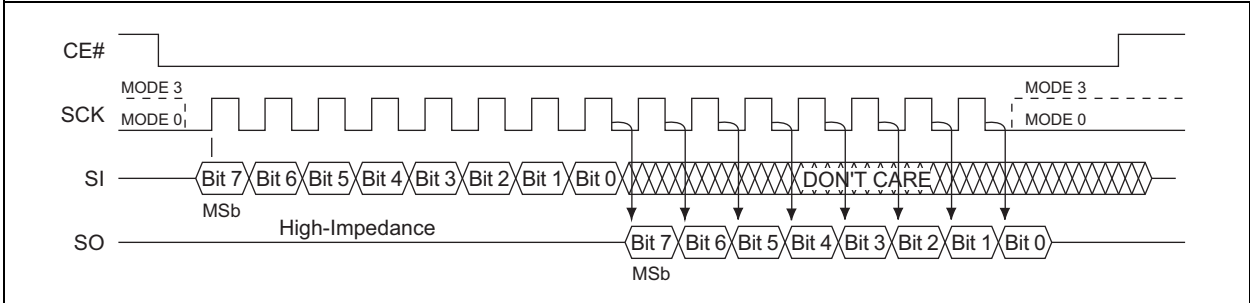 CE#
MODE 3 MODE 3
SCK MODE 0 MODE 0
SI Bit 7 Bit 6 Bit 5 Bit 4 Bit 3 Bit 2 Bit 1 Bit 0 DON'T CARE
MSb
High-Impedance
SO Bit 7 Bit 6 Bit 5 Bit 4 Bit 3 Bit 2 Bit 1 Bit 0
MSb